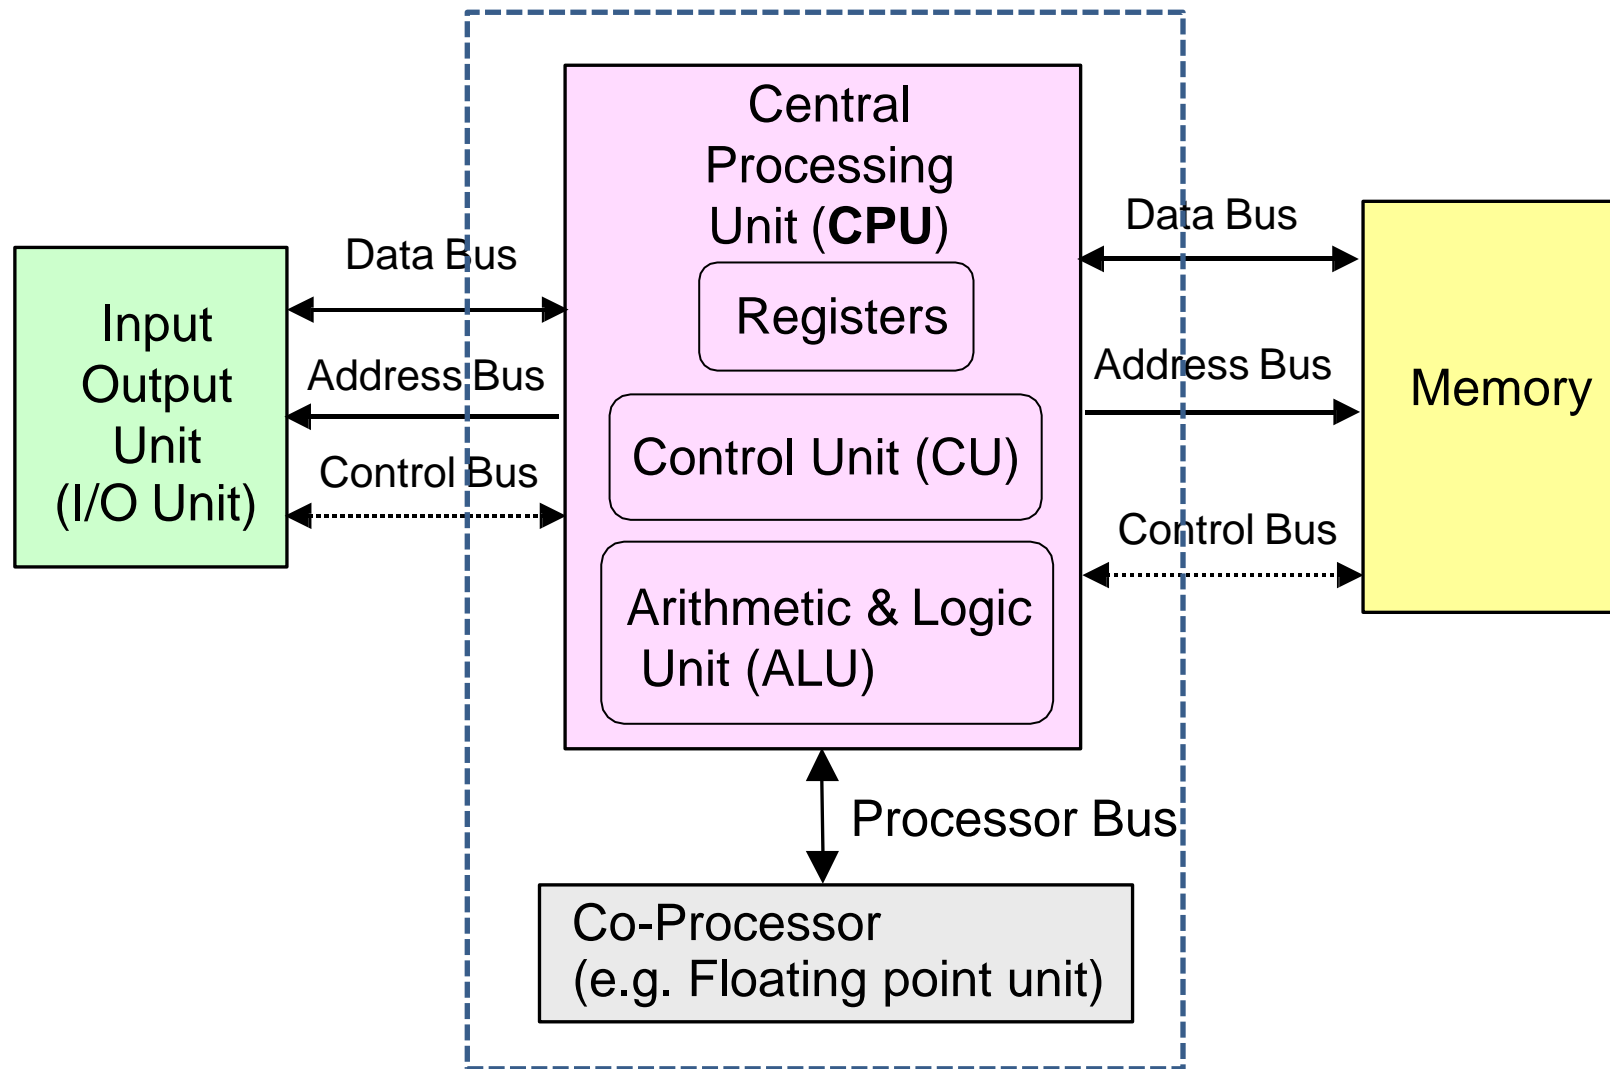 Central
Processing
Unit (CPU)
Registers
Control Unit (CU)
Arithmetic & Logic
Unit (ALU)
Data Bus
Address Bus
Control Bus
Input
Output
Unit
(I/O Unit)
Data Bus
Address Bus
Control Bus
Memory
Processor Bus
Co-Processor
(e.g. Floating point unit)